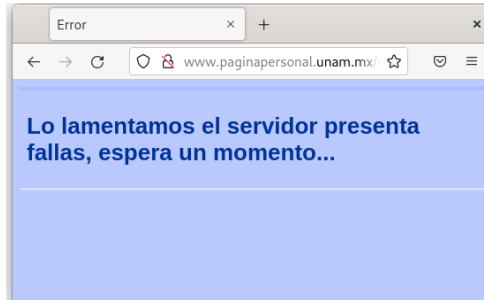 Error
www.paginapersonal.unam.mx/
Lo lamentamos el servidor presenta
fallas, espera un momento...